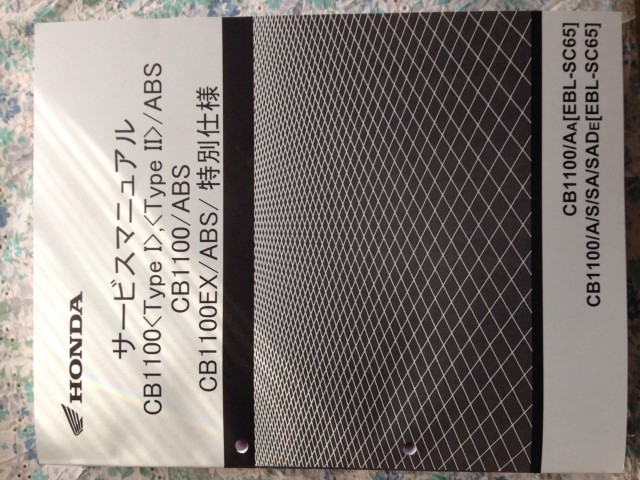 HONDA
サービスマニュアル
CB1100<Type I>,<Type II>/ABS
CB1100/ABS
CB1100EX/ABS/特別仕様
CB1100/AA[EBL-SC65]
CB1100/A/S/SA/SADE[EBL-SC65]